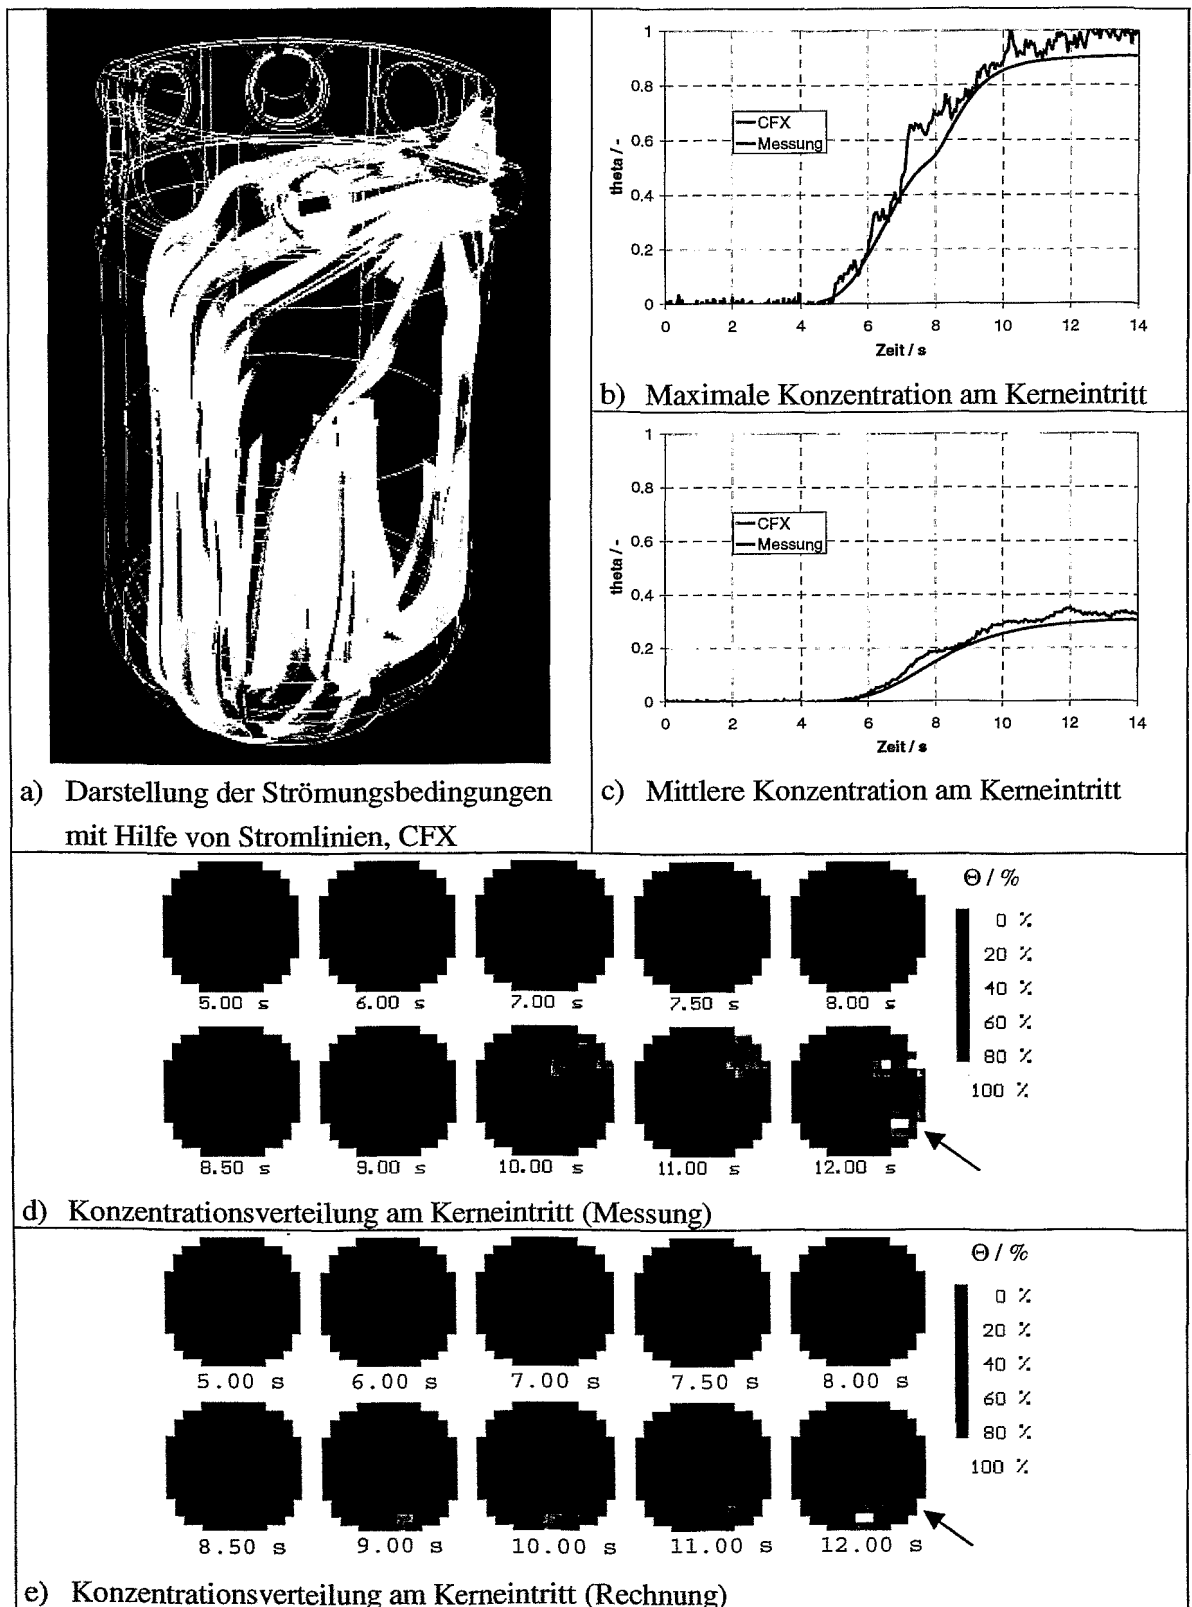 1
0.8
0.6
0.4
0.2
0
theta / -
CFX
Messung
0 2 4 6 8 10 12 14
Zeit / s
b) Maximale Konzentration am Kerneintritt
1
0.8
0.6
0.4
0.2
0
theta / -
CFX
Messung
0 2 4 6 8 10 12 14
Zeit / s
a) Darstellung der Strömungsbedingungen
mit Hilfe von Stromlinien, CFX
c) Mittlere Konzentration am Kerneintritt
Θ / %
0 %
20 %
40 %
60 %
80 %
100 %
5.00 s 6.00 s 7.00 s 7.50 s 8.00 s
8.50 s 9.00 s 10.00 s 11.00 s 12.00 s
d) Konzentrationsverteilung am Kerneintritt (Messung)
Θ / %
0 %
20 %
40 %
60 %
80 %
100 %
5.00 s 6.00 s 7.00 s 7.50 s 8.00 s
8.50 s 9.00 s 10.00 s 11.00 s 12.00 s
e) Konzentrationsverteilung am Kerneintritt (Rechnung)